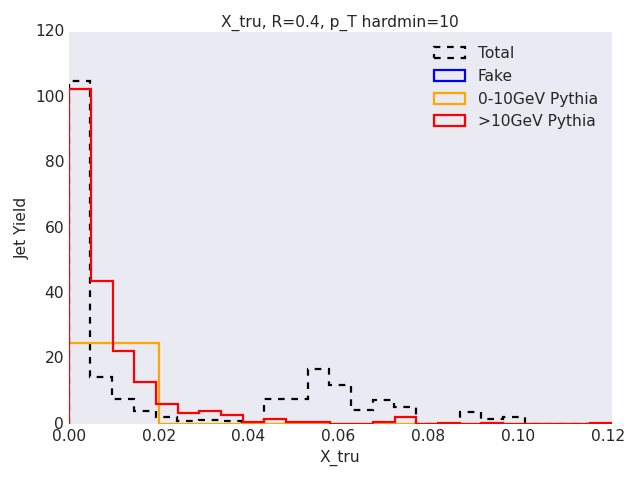 X_tru, R=0.4, p_T hardmin=10
120
100
80
60
40
20
0
Jet Yield
Total
Fake
0-10GeV Pythia
>10GeV Pythia
0.00 0.02 0.04 0.06 0.08 0.10 0.12
X_tru